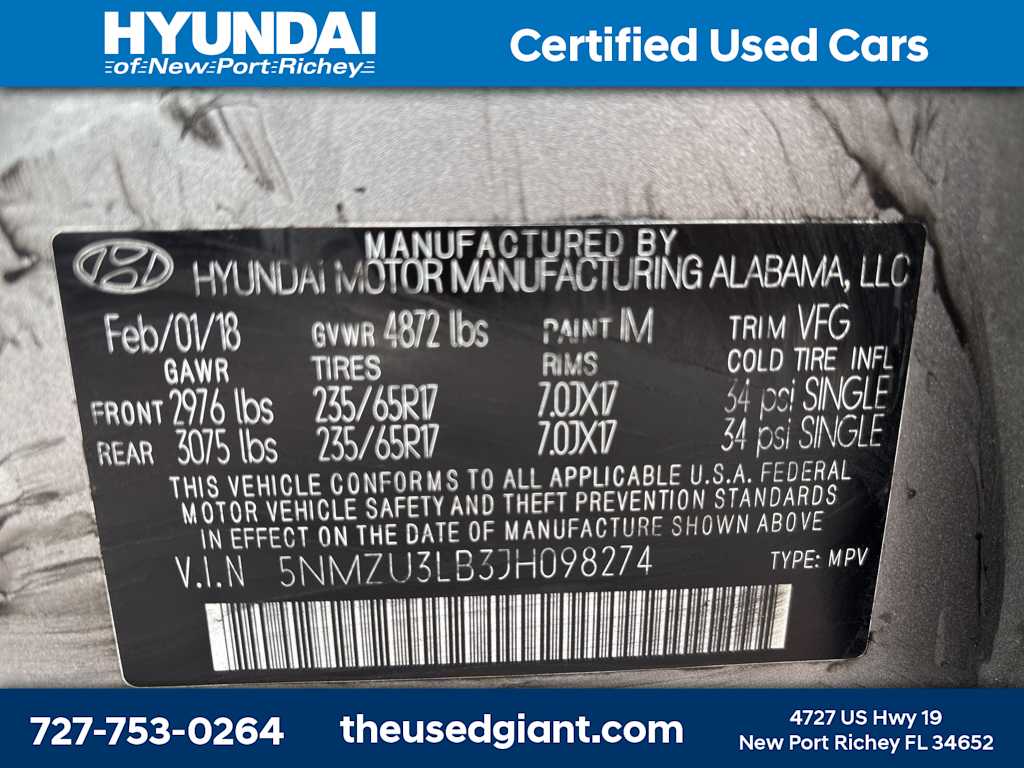 HYUNDAI
of New Port Richey
Certified Used Cars
MANUFACTURED BY
HYUNDAI MOTOR MANUFACTURING ALABAMA, LLC
Feb/01/18 GVWR 4872 lbs PAINT IM TRIM VFG
GAWR TIRES RIMS COLD TIRE INFL
FRONT 2976 lbs 235/65R17 7.0JX17 34 psi SINGLE
REAR 3075 lbs 235/65R17 7.0JX17 34 psi SINGLE
THIS VEHICLE CONFORMS TO ALL APPLICABLE U.S.A. FEDERAL
MOTOR VEHICLE SAFETY AND THEFT PREVENTION STANDARDS
IN EFFECT ON THE DATE OF MANUFACTURE SHOWN ABOVE
V.I.N 5NMZU3LB3JH098274 TYPE: MPV
727-753-0264
theusedgiant.com
4727 US Hwy 19
New Port Richey FL 34652